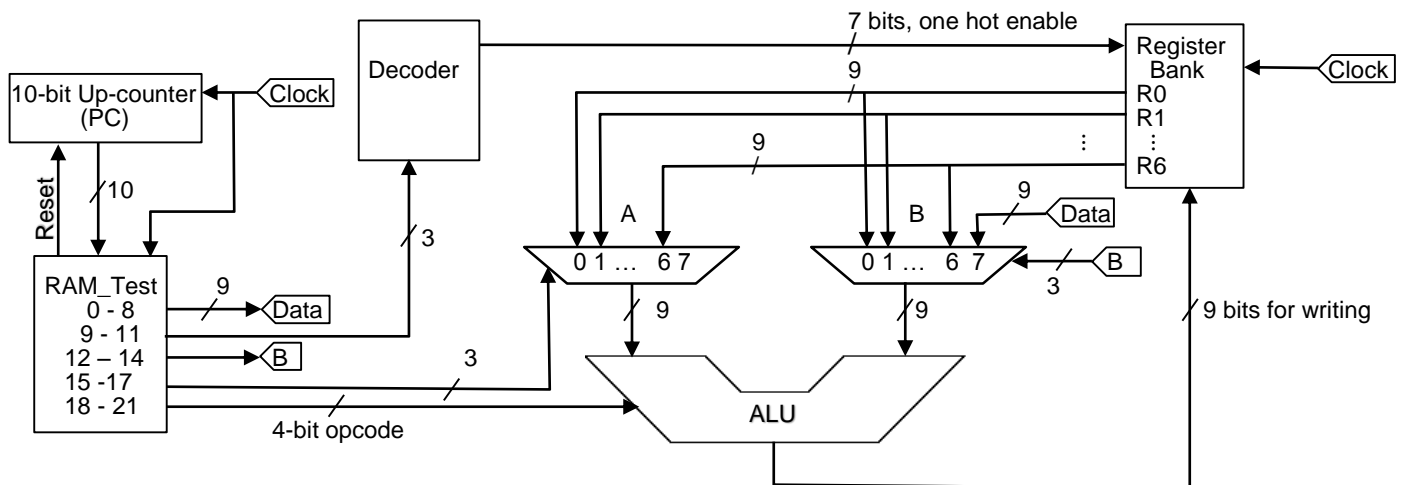 7 bits, one hot enable
Decoder
Register
Bank
R0
R1
⋮
R6
9
9
Clock
10-bit Up-counter
(PC)
Clock
Reset
10
3
A
B
9
Data
0 1 ... 6 7
0 1 ... 6 7
B
3
RAM_Test
0 - 8
9 - 11
12 – 14
15 -17
18 - 21
9
Data
B
3
4-bit opcode
9
9
9 bits for writing
ALU